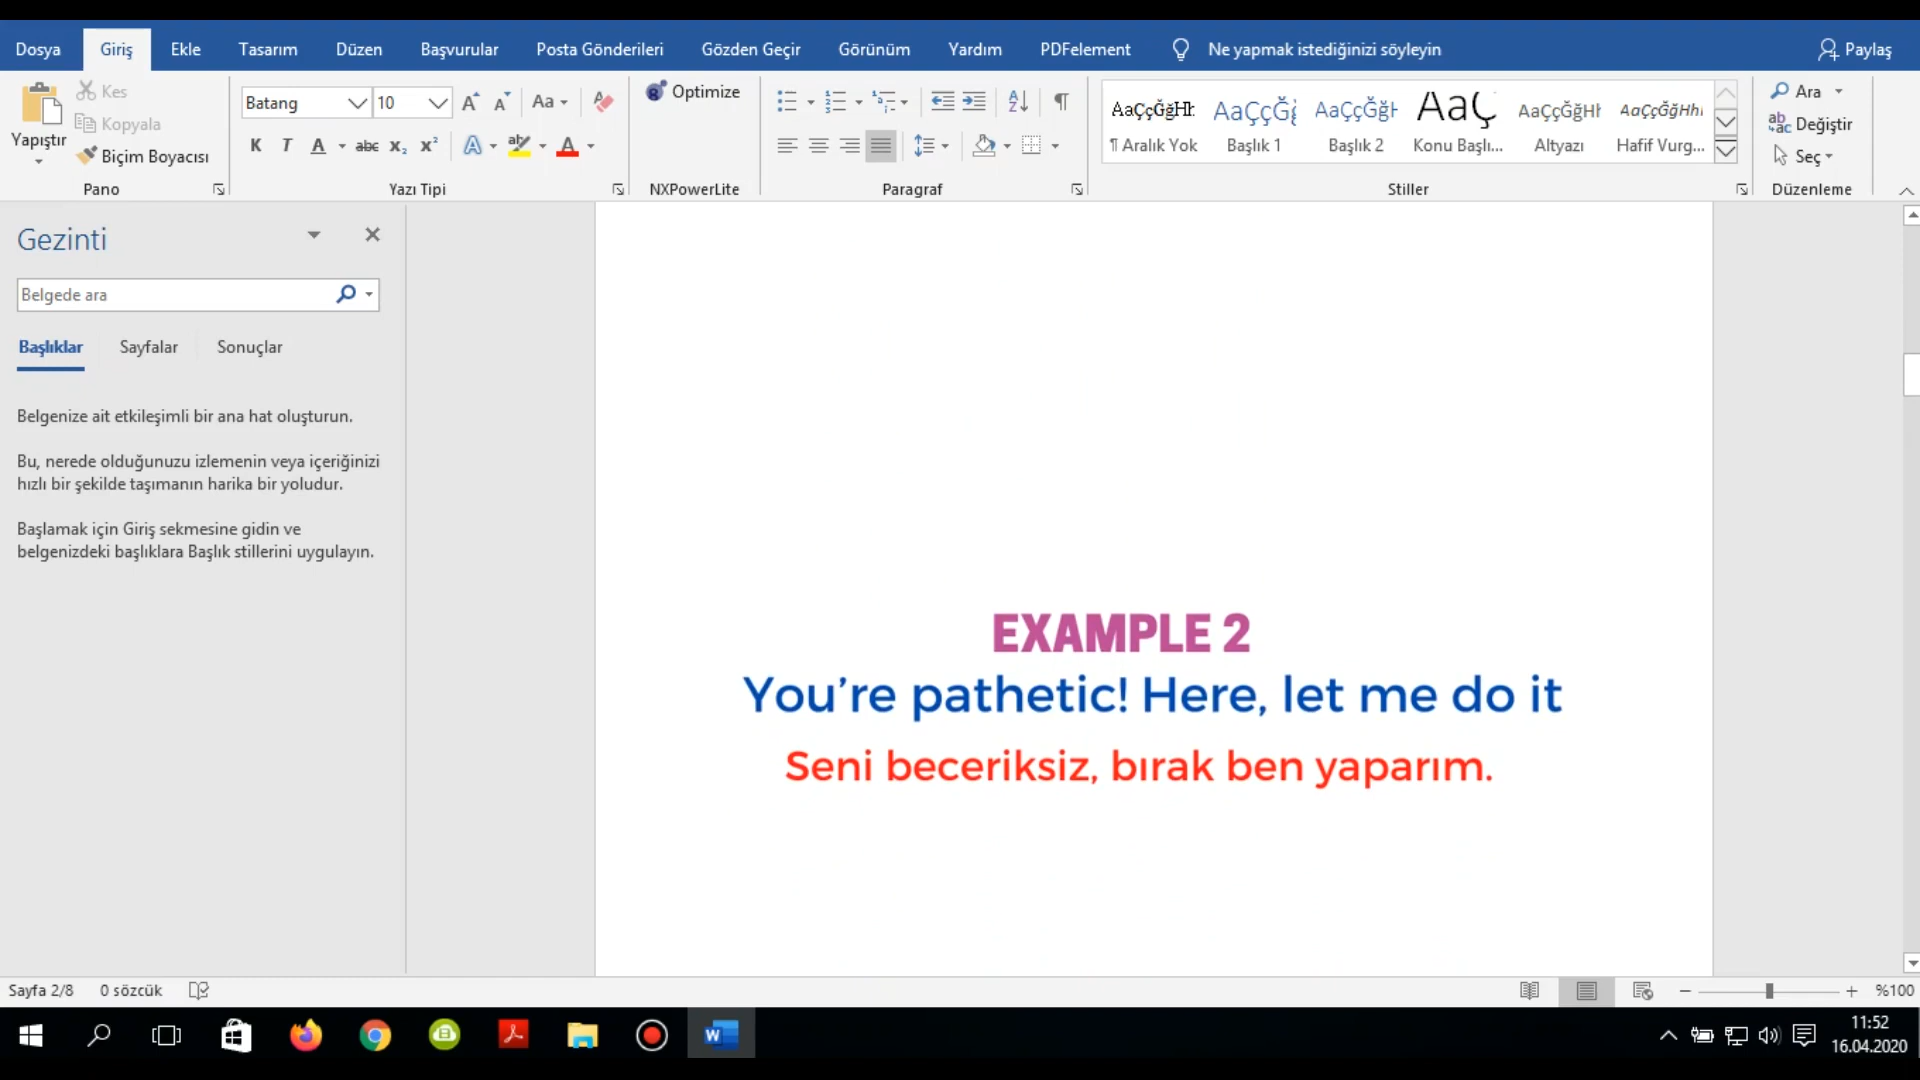 Dosya Giriş Ekle Tasarım Düzen Başvurular Posta Gönderileri Gözden Geçir Görünüm Yardım PDFelement Ne yapmak istediğinizi söyleyin Paylaş
Yapıştır
Kes
Kopyala
Biçim Boyacısı
Pano
Batang 10
K T A abc x₂ x² A ab A
Yazı Tipi
Optimize
NXPowerLite
Paragraf
AaÇçĞğHh AaÇçĞğ AaÇçĞğH AaÇ AaÇçĞğHh AaÇçĞğHh
¶ Aralık Yok Başlık 1 Başlık 2 Konu Başlı... Altyazı Hafif Vurg...
Stiller
Ara
Değiştir
Seç
Düzenleme
Gezinti
Belgede ara
Başlıklar Sayfalar Sonuçlar
Belgenize ait etkileşimli bir ana hat oluşturun.
Bu, nerede olduğunuzu izlemenin veya içeriğinizi
hızlı bir şekilde taşımanın harika bir yoludur.
Başlamak için Giriş sekmesine gidin ve
belgenizdeki başlıklara Başlık stillerini uygulayın.
EXAMPLE 2
You’re pathetic! Here, let me do it
Seni beceriksiz, bırak ben yaparım.
Sayfa 2/8 0 sözcük %100
11:52
16.04.2020